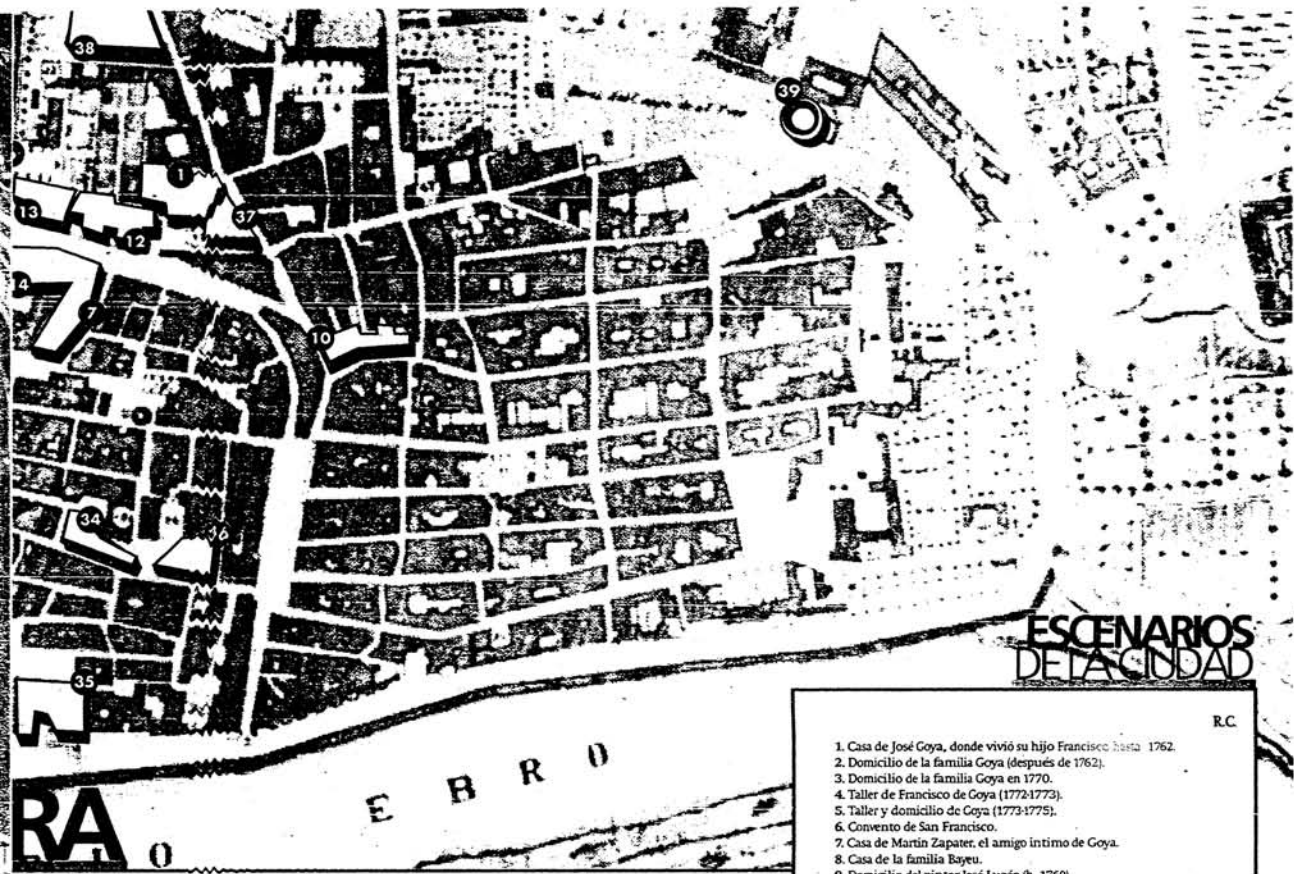 38
39
1
13
37
12
4
7
10
34
36
35
ESCENARIOS
DE LA CIUDAD
R.C.
1. Casa de José Goya, donde vivió su hijo Francisco hasta 1762.
2. Domicilio de la familia Goya (después de 1762).
3. Domicilio de la familia Goya en 1770.
4. Taller de Francisco de Goya (1772-1773).
5. Taller y domicilio de Goya (1773-1775).
6. Convento de San Francisco.
7. Casa de Martín Zapater, el amigo íntimo de Goya.
8. Casa de la familia Bayeu.
EBRO
RA
O